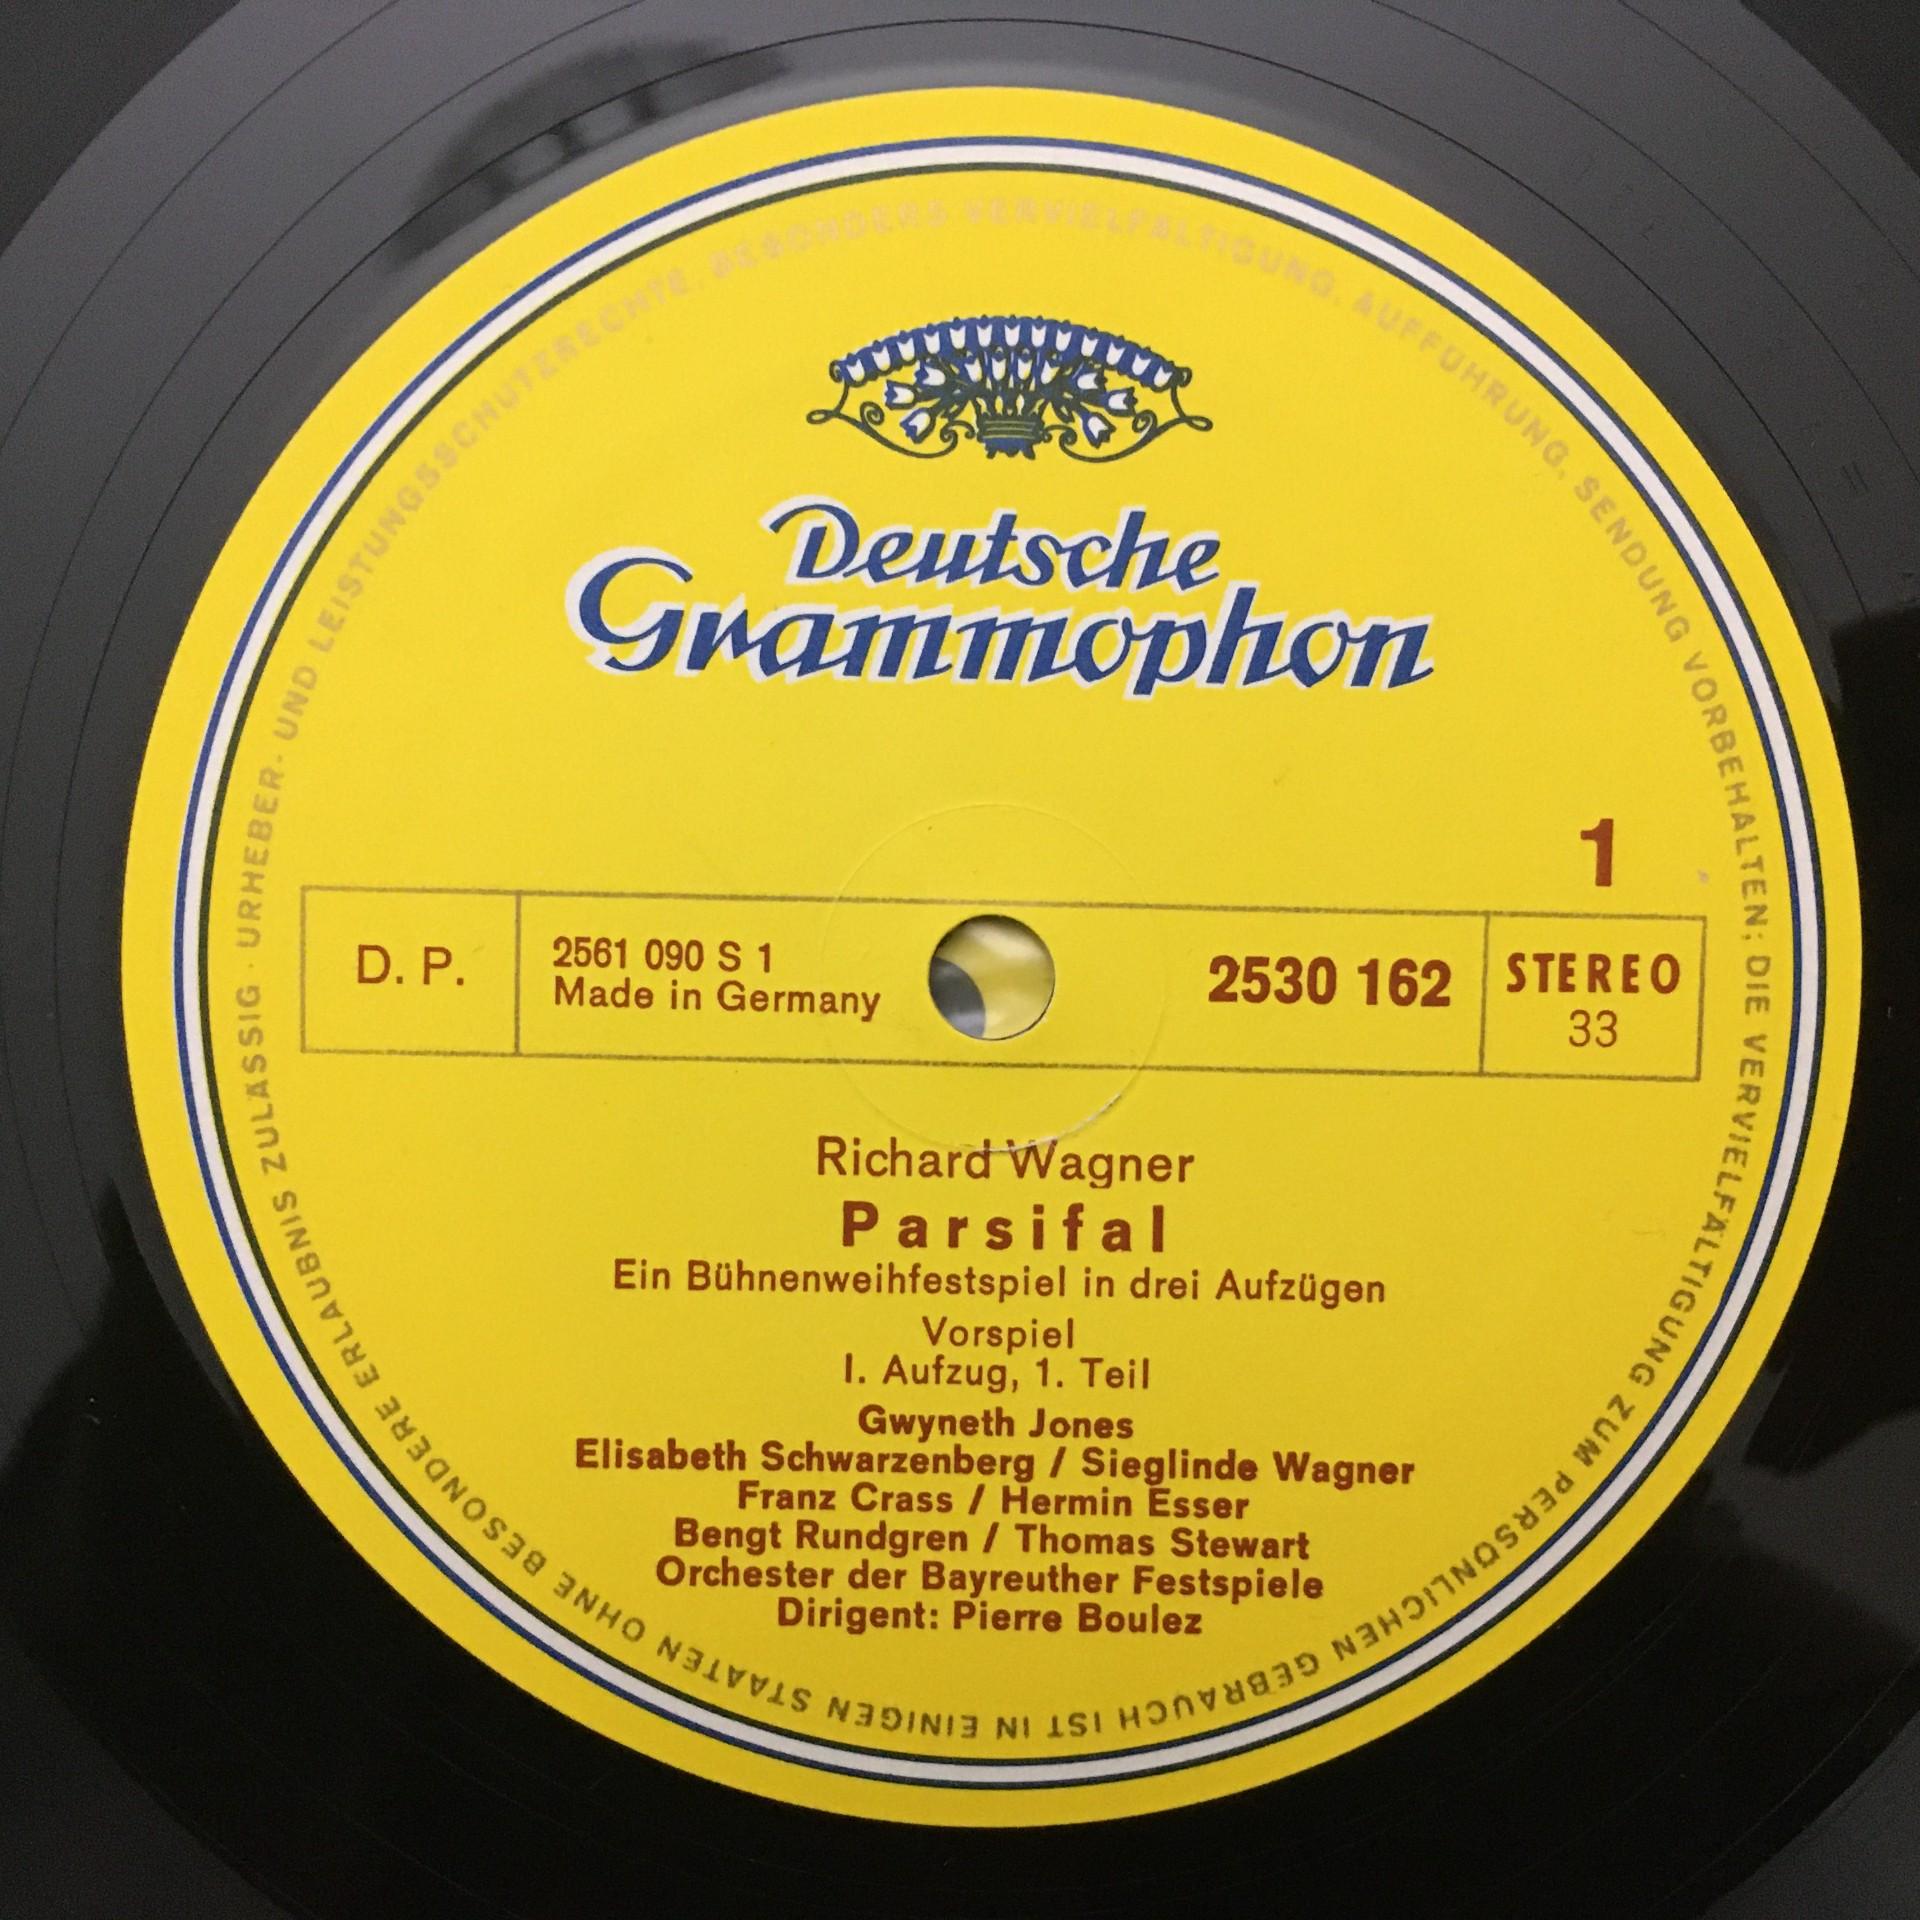 Deutsche
Grammophon
1
D. P.
2561 090 S 1
Made in Germany
2530 162
STEREO
33
Richard Wagner
Parsifal
Ein Bühnenweihfestspiel in drei Aufzügen
Vorspiel
I. Aufzug, 1. Teil
Gwyneth Jones
Elisabeth Schwarzenberg / Sieglinde Wagner
Franz Crass / Hermin Esser
Bengt Rundgren / Thomas Stewart
Orchester der Bayreuther Festspiele
Dirigent: Pierre Boulez
URHEBER- UND LEISTUNGSSCHUTZRECHTE, BESONDERS VERVIELFÄLTIGUNG, AUFFÜHRUNG, SENDUNG VORBEHALTEN; DIE VERVIELFÄLTIGUNG ZUM PERSÖNLICHEN GEBRAUCH IST IN EINIGEN STAATEN OHNE BESONDERE ERLAUBNIS ZULÄSSIG ·